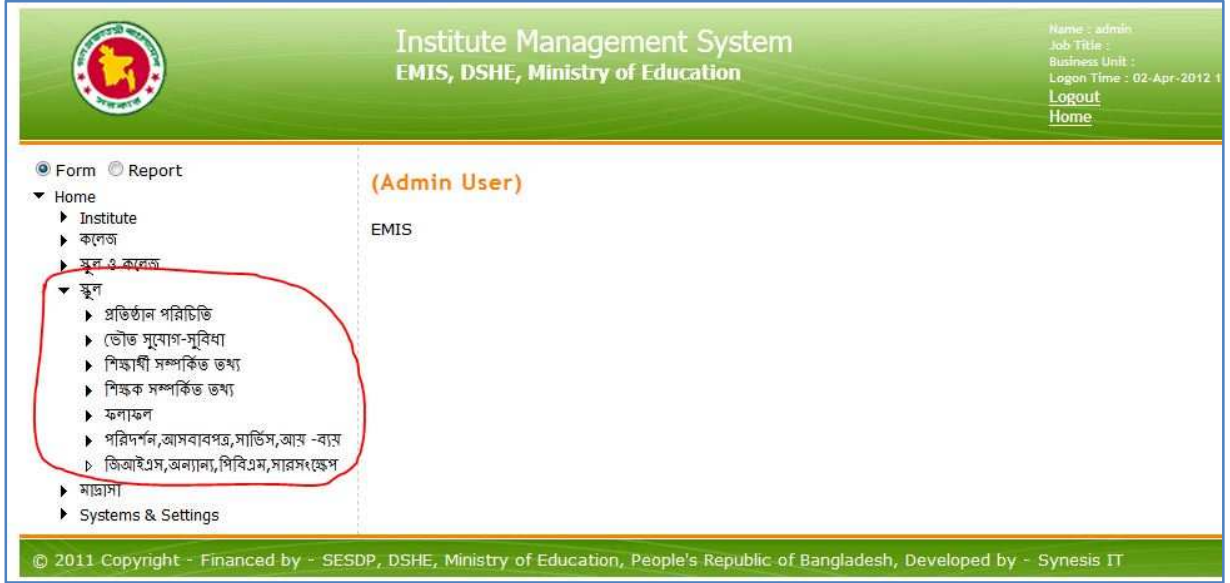 Institute Management System
EMIS, DSHE, Ministry of Education
Name : admin
Job Title :
Business Unit :
Logon Time : 02-Apr-2012 1
Logout
Home
Form Report
Home
Institute
কলেজ
স্কুল ও কলেজ
স্কুল
প্রতিষ্ঠান পরিচিতি
ভৌত সুযোগ-সুবিধা
শিক্ষার্থী সম্পর্কিত তথ্য
শিক্ষক সম্পর্কিত তথ্য
ফলাফল
পরিদর্শন,আসবাবপত্র,সার্ভিস,আয় -ব্যয়
জিআইএস,অন্যান্য,পিবিএম,সারসংক্ষেপ
মাদ্রাসা
Systems & Settings
(Admin User)
EMIS
© 2011 Copyright - Financed by - SESDP, DSHE, Ministry of Education, People's Republic of Bangladesh, Developed by - Synesis IT